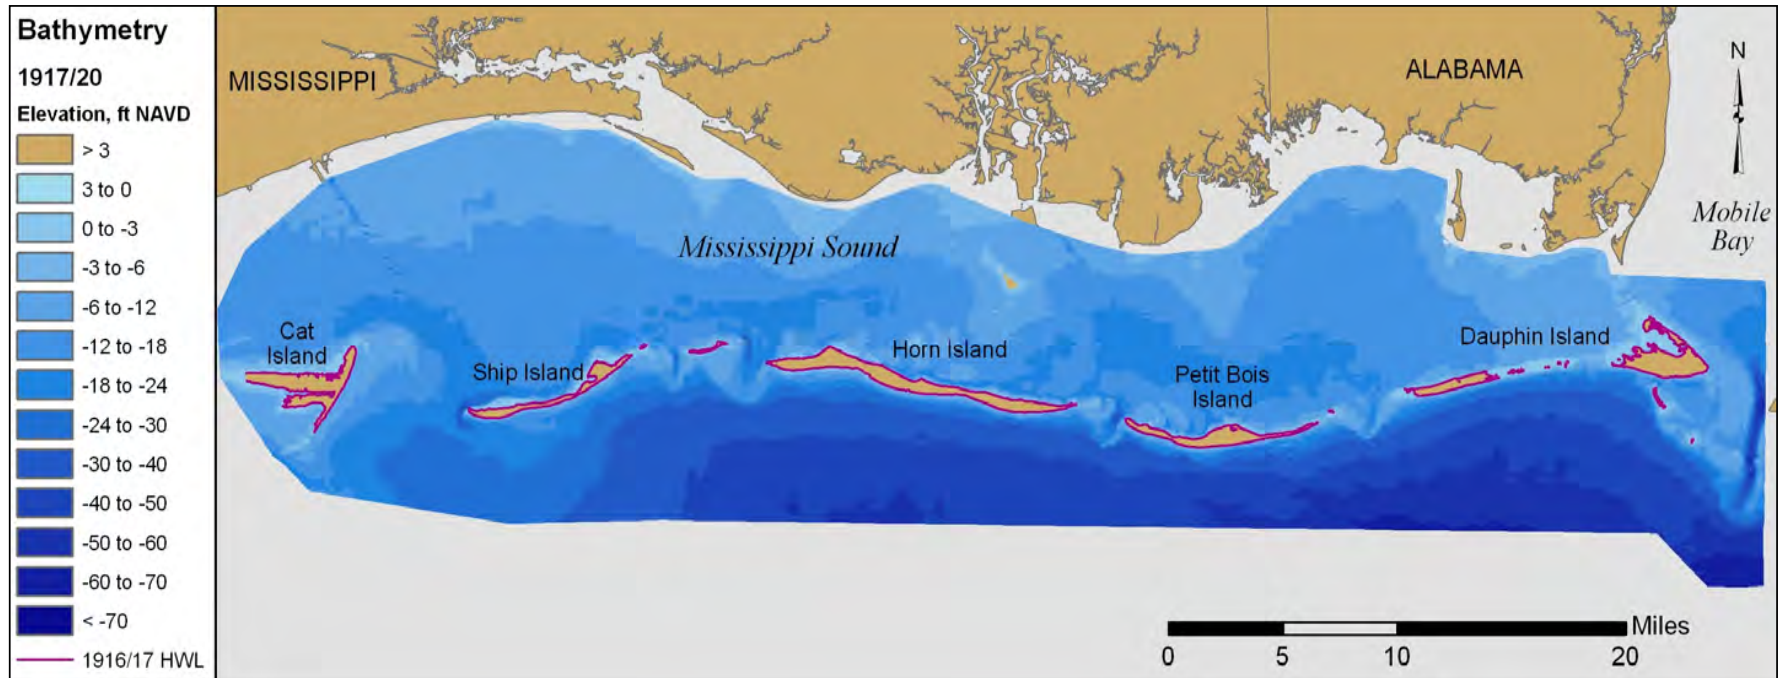 Bathymetry
1917/20
Elevation, ft NAVD
> 3
3 to 0
0 to -3
-3 to -6
-6 to -12
-12 to -18
-18 to -24
-24 to -30
-30 to -40
-40 to -50
-50 to -60
-60 to -70
< -70
1916/17 HWL
MISSISSIPPI
ALABAMA
N
Mobile
Bay
Mississippi Sound
Cat
Island
Ship Island
Horn Island
Petit Bois
Island
Dauphin Island
Miles
0
5
10
20